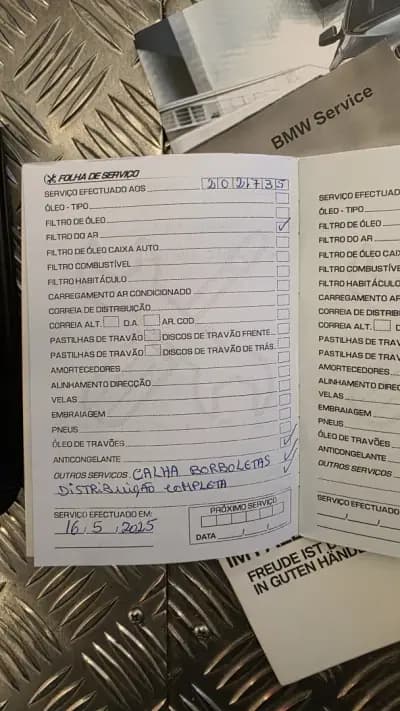 BMW Service
FOLHA DE SERVIÇO
SERVIÇO EFECTUADO AOS 202735
ÓLEO - TIPO
FILTRO DE ÓLEO
FILTRO DO AR
FILTRO DE ÓLEO CAIXA AUTO
FILTRO COMBUSTÍVEL
FILTRO HABITÁCULO
CARREGAMENTO AR CONDICIONADO
CORREIA DE DISTRIBUIÇÃO
CORREIA ALT. D.A. AR. COD.
PASTILHAS DE TRAVÃO DISCOS DE TRAVÃO FRENTE
PASTILHAS DE TRAVÃO DISCOS DE TRAVÃO DE TRÁS
AMORTECEDORES
ALINHAMENTO DIRECÇÃO
VELAS
EMBRAIAGEM
PNEUS
ÓLEO DE TRAVÕES
ANTICONGELANTE
OUTROS SERVIÇOS CALHA BORBOLETAS
DISTRIBUIÇÃO COMPLETA
SERVIÇO EFECTUADO EM:
16, 5, 2025
PRÓXIMO SERVIÇO
DATA
SERVIÇO EFECTUAD
ÓLEO - TIPO
FILTRO DE ÓLEO
FILTRO DO AR
FILTRO DE ÓLEO CA
FILTRO COMBUSTÍVE
FILTRO HABITÁCULO
CARREGAMENTO AR
CORREIA DE DISTRIB
CORREIA ALT. D
PASTILHAS DE TRAV
PASTILHAS DE TRAV
AMORTECEDORES
ALINHAMENTO DIREC
VELAS
EMBRAIAGEM
PNEUS
ÓLEO DE TRAVÕES
ANTICONGELANTE
OUTROS SERVIÇOS
SERVIÇO EFECTUADO
FREUDE IST
IN GUTEN HÄNDE